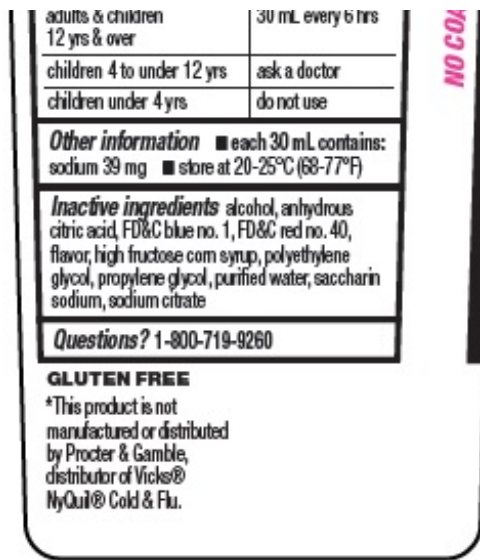 adults & children 30 mL every 6 hrs
12 yrs & over
children 4 to under 12 yrs ask a doctor
children under 4 yrs do not use
Other information ■ each 30 mL contains:
sodium 39 mg ■ store at 20-25°C (68-77°F)
Inactive ingredients alcohol, anhydrous
citric acid, FD&C blue no. 1, FD&C red no. 40,
flavor, high fructose corn syrup, polyethylene
glycol, propylene glycol, purified water, saccharin
sodium, sodium citrate
Questions? 1-800-719-9260
GLUTEN FREE
*This product is not
manufactured or distributed
by Procter & Gamble,
distributor of Vicks®
NyQuil® Cold & Flu.
NO